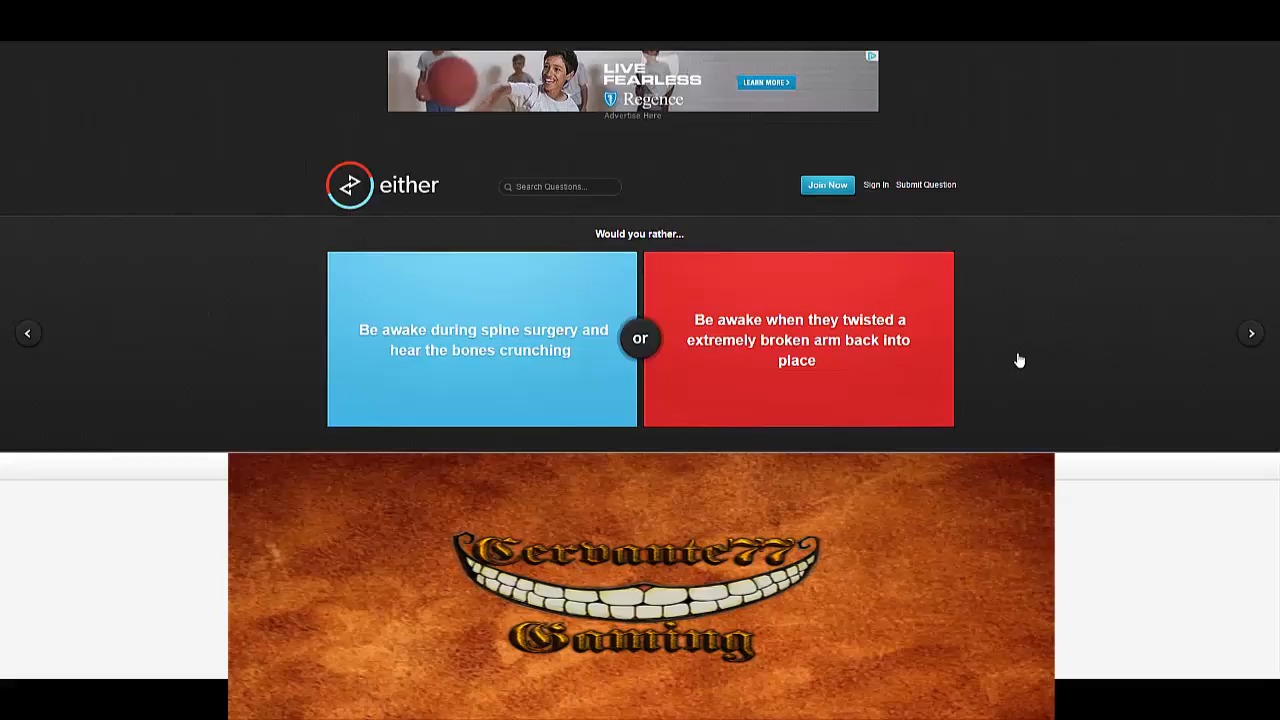 LIVE
FEARLESS
Regence
LEARN MORE >
Advertise Here
either
Search Questions...
Join Now
Sign In
Submit Question
Would you rather...
Be awake during spine surgery and
hear the bones crunching
or
Be awake when they twisted a
extremely broken arm back into
place
Cervante77
Gaming